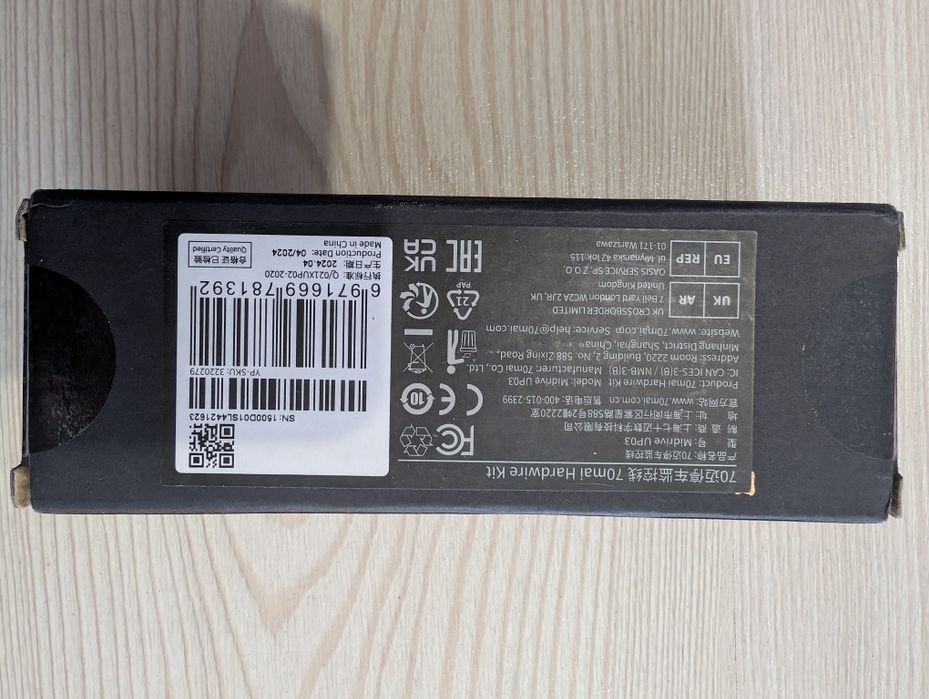 70迈停车监控线 70mai Hardwire Kit
产品名称: 70迈停车监控线
型 号: Midrive UP03
制 造 商: 上海七十迈数字科技有限公司
地 址: 上海市闵行区紫星路588号2幢2220室
官方网站: www.70mai.com.cn 售后电话: 400-015-2399
Product: 70mai Hardwire Kit Model: Midrive UP03
IC: CAN ICES-3(B) / NMB-3(B) Manufacturer: 70mai Co., Ltd.
Address: Room 2220, Building 2, No. 588 Zixing Road,
Minhang District, Shanghai, China
Website: www.70mai.com Service: help@70mai.com
UK AR
UK CROSSBORDER LIMITED
7 Bell Yard London WC2A 2JR, UK,
United Kingdom
EU REP
OASIS SERVICE SP. Z O.O.
ul. Młynarska 42 lok.115
01-171 Warszawa
FC
CE
10
21
PAP
EAC
UK CA
SN: 1500D01SL4421623
YP-SKU: 3220279
6 971669 781392
执行标准: Q/021XUP02-2020
生产日期: 2024.04
Production Date: 04/2024
Made in China
合格证已检验
Quality Certified